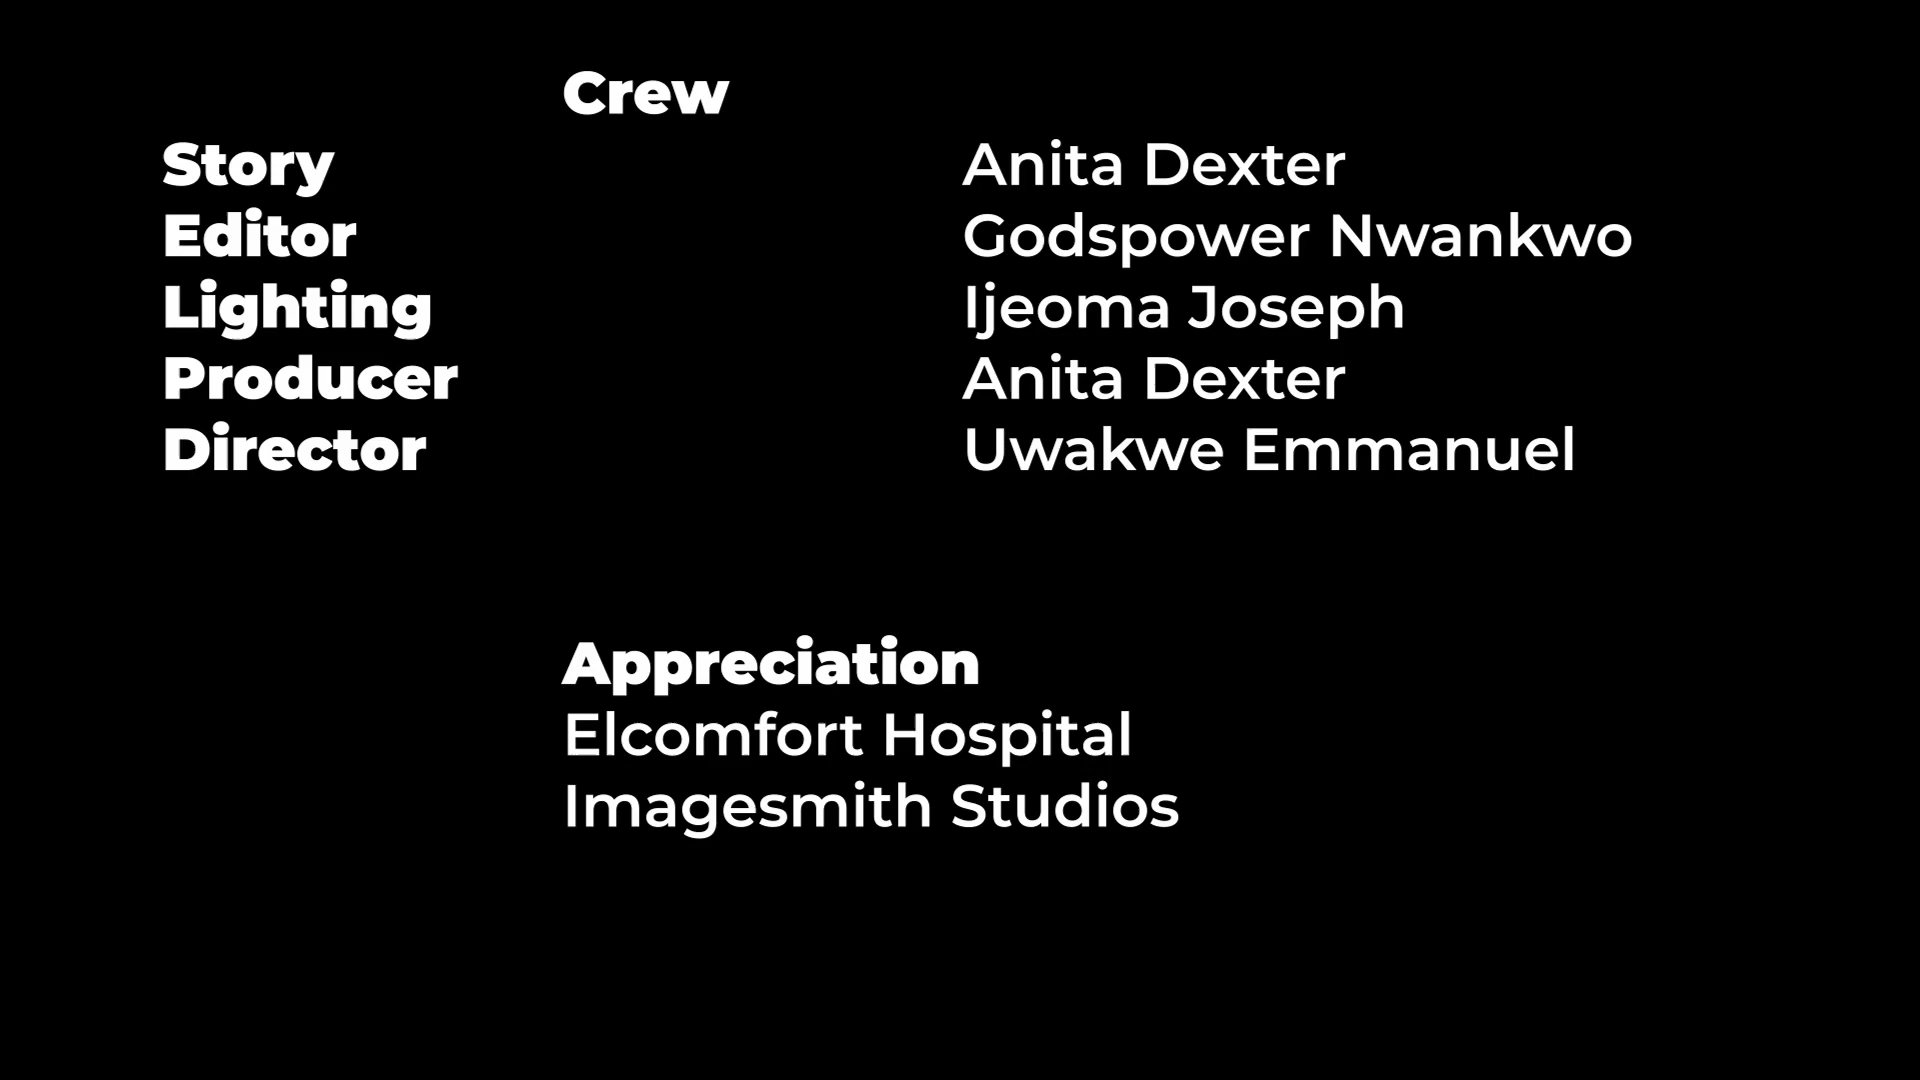 Crew
Story Anita Dexter
Editor Godspower Nwankwo
Lighting Ijeoma Joseph
Producer Anita Dexter
Director Uwakwe Emmanuel
Appreciation
Elcomfort Hospital
Imagesmith Studios